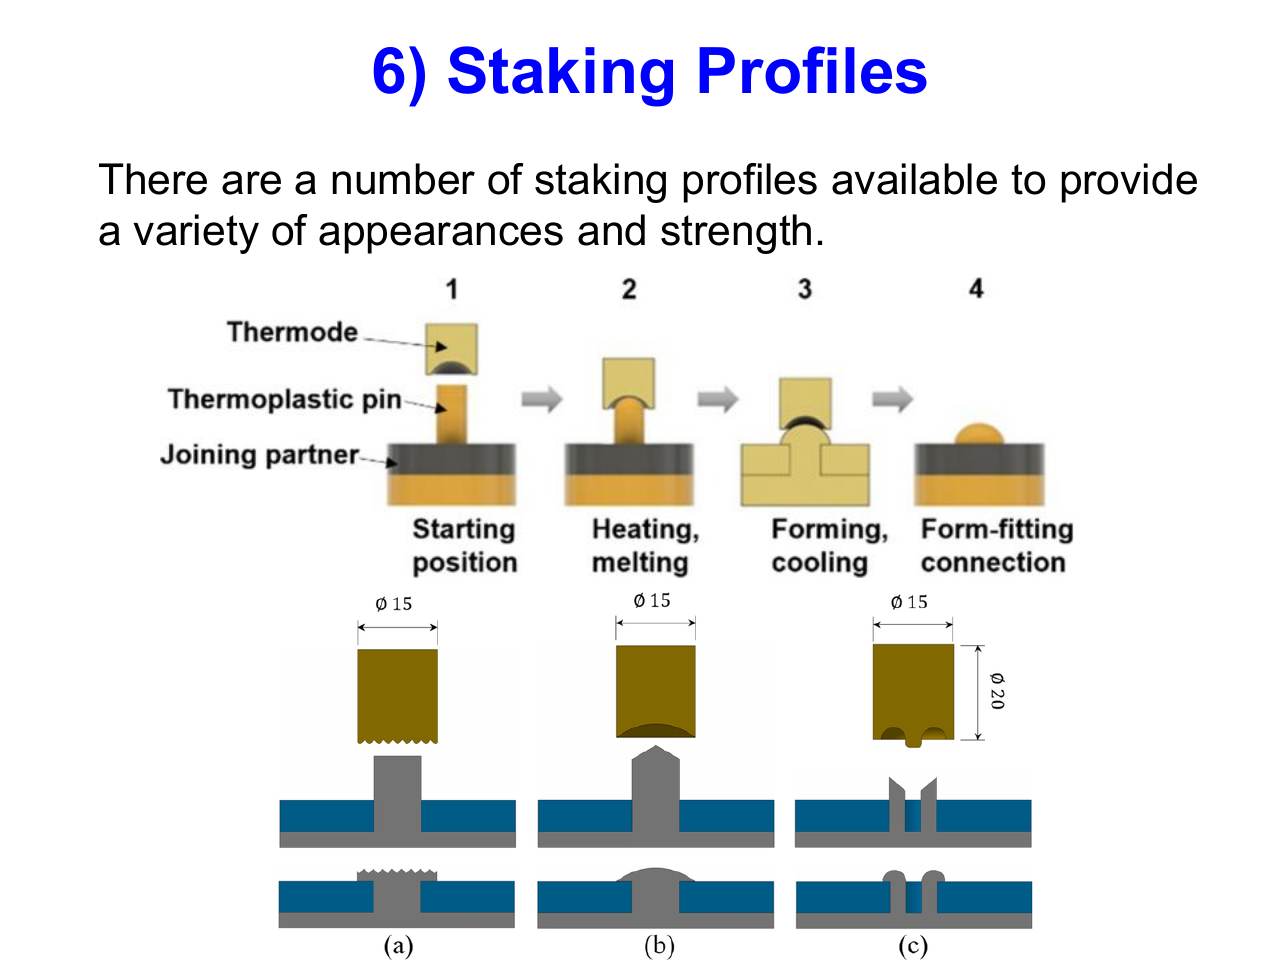 6) Staking Profiles
There are a number of staking profiles available to provide
a variety of appearances and strength.
1 2 3 4
Thermode
Thermoplastic pin
Joining partner
Starting position
Heating, melting
Forming, cooling
Form-fitting connection
Ø 15 Ø 15 Ø 15
Ø 20
(a) (b) (c)